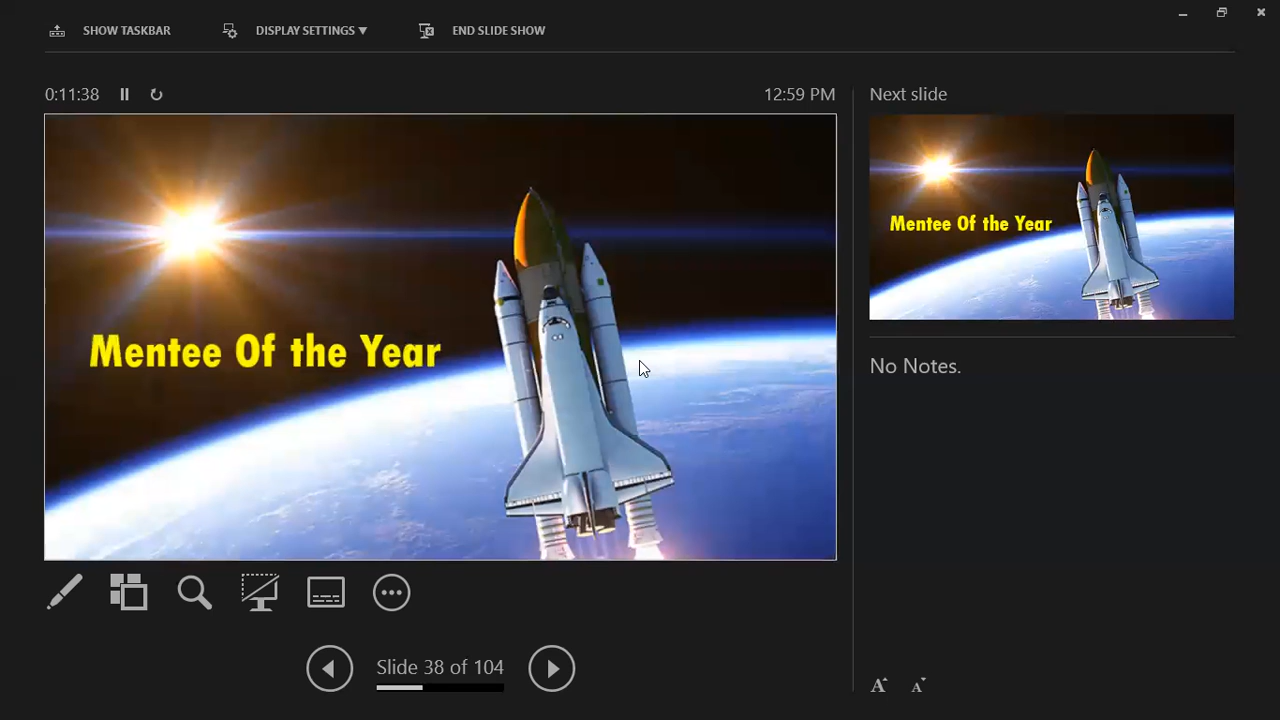 SHOW TASKBAR
DISPLAY SETTINGS ▼
END SLIDE SHOW
0:11:38
12:59 PM
Next slide
Mentee Of the Year
Mentee Of the Year
No Notes.
Slide 38 of 104
A A